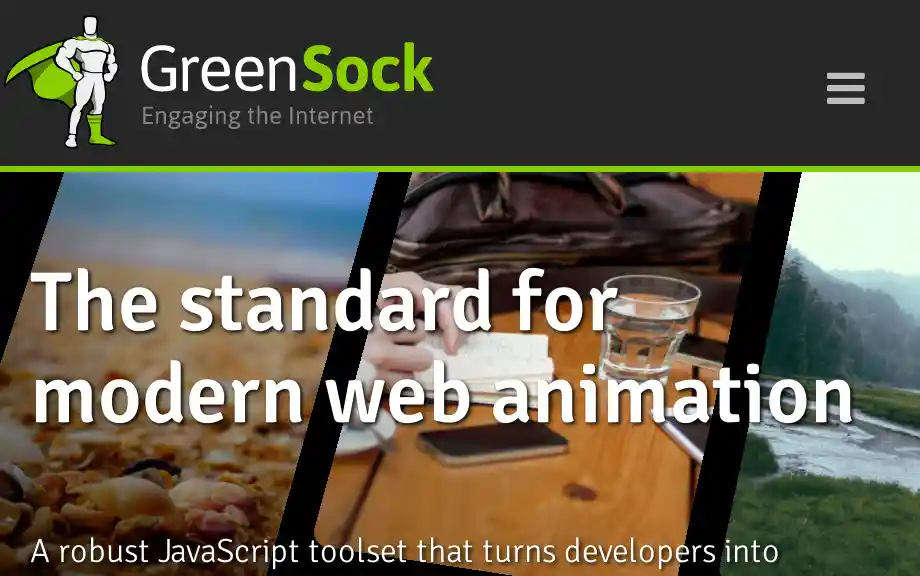 GreenSock
Engaging the Internet
The standard for
modern web animation
A robust JavaScript toolset that turns developers into